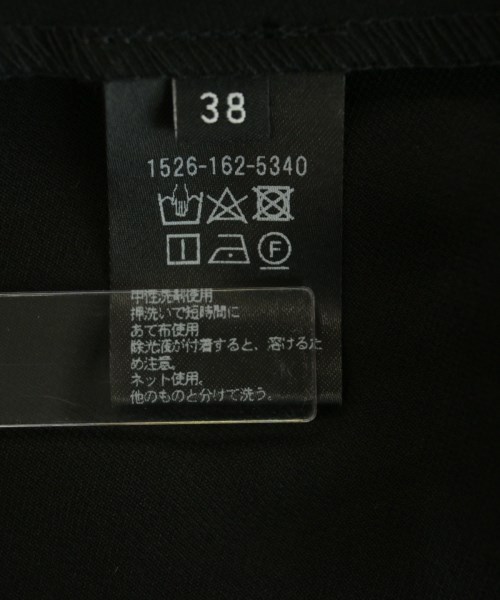 38
1526-162-5340
F
中性洗剤使用
押洗いで短時間に
あて布使用
除光液が付着すると、溶けるた
め注意。
ネット使用。
他のものと分けて洗う。